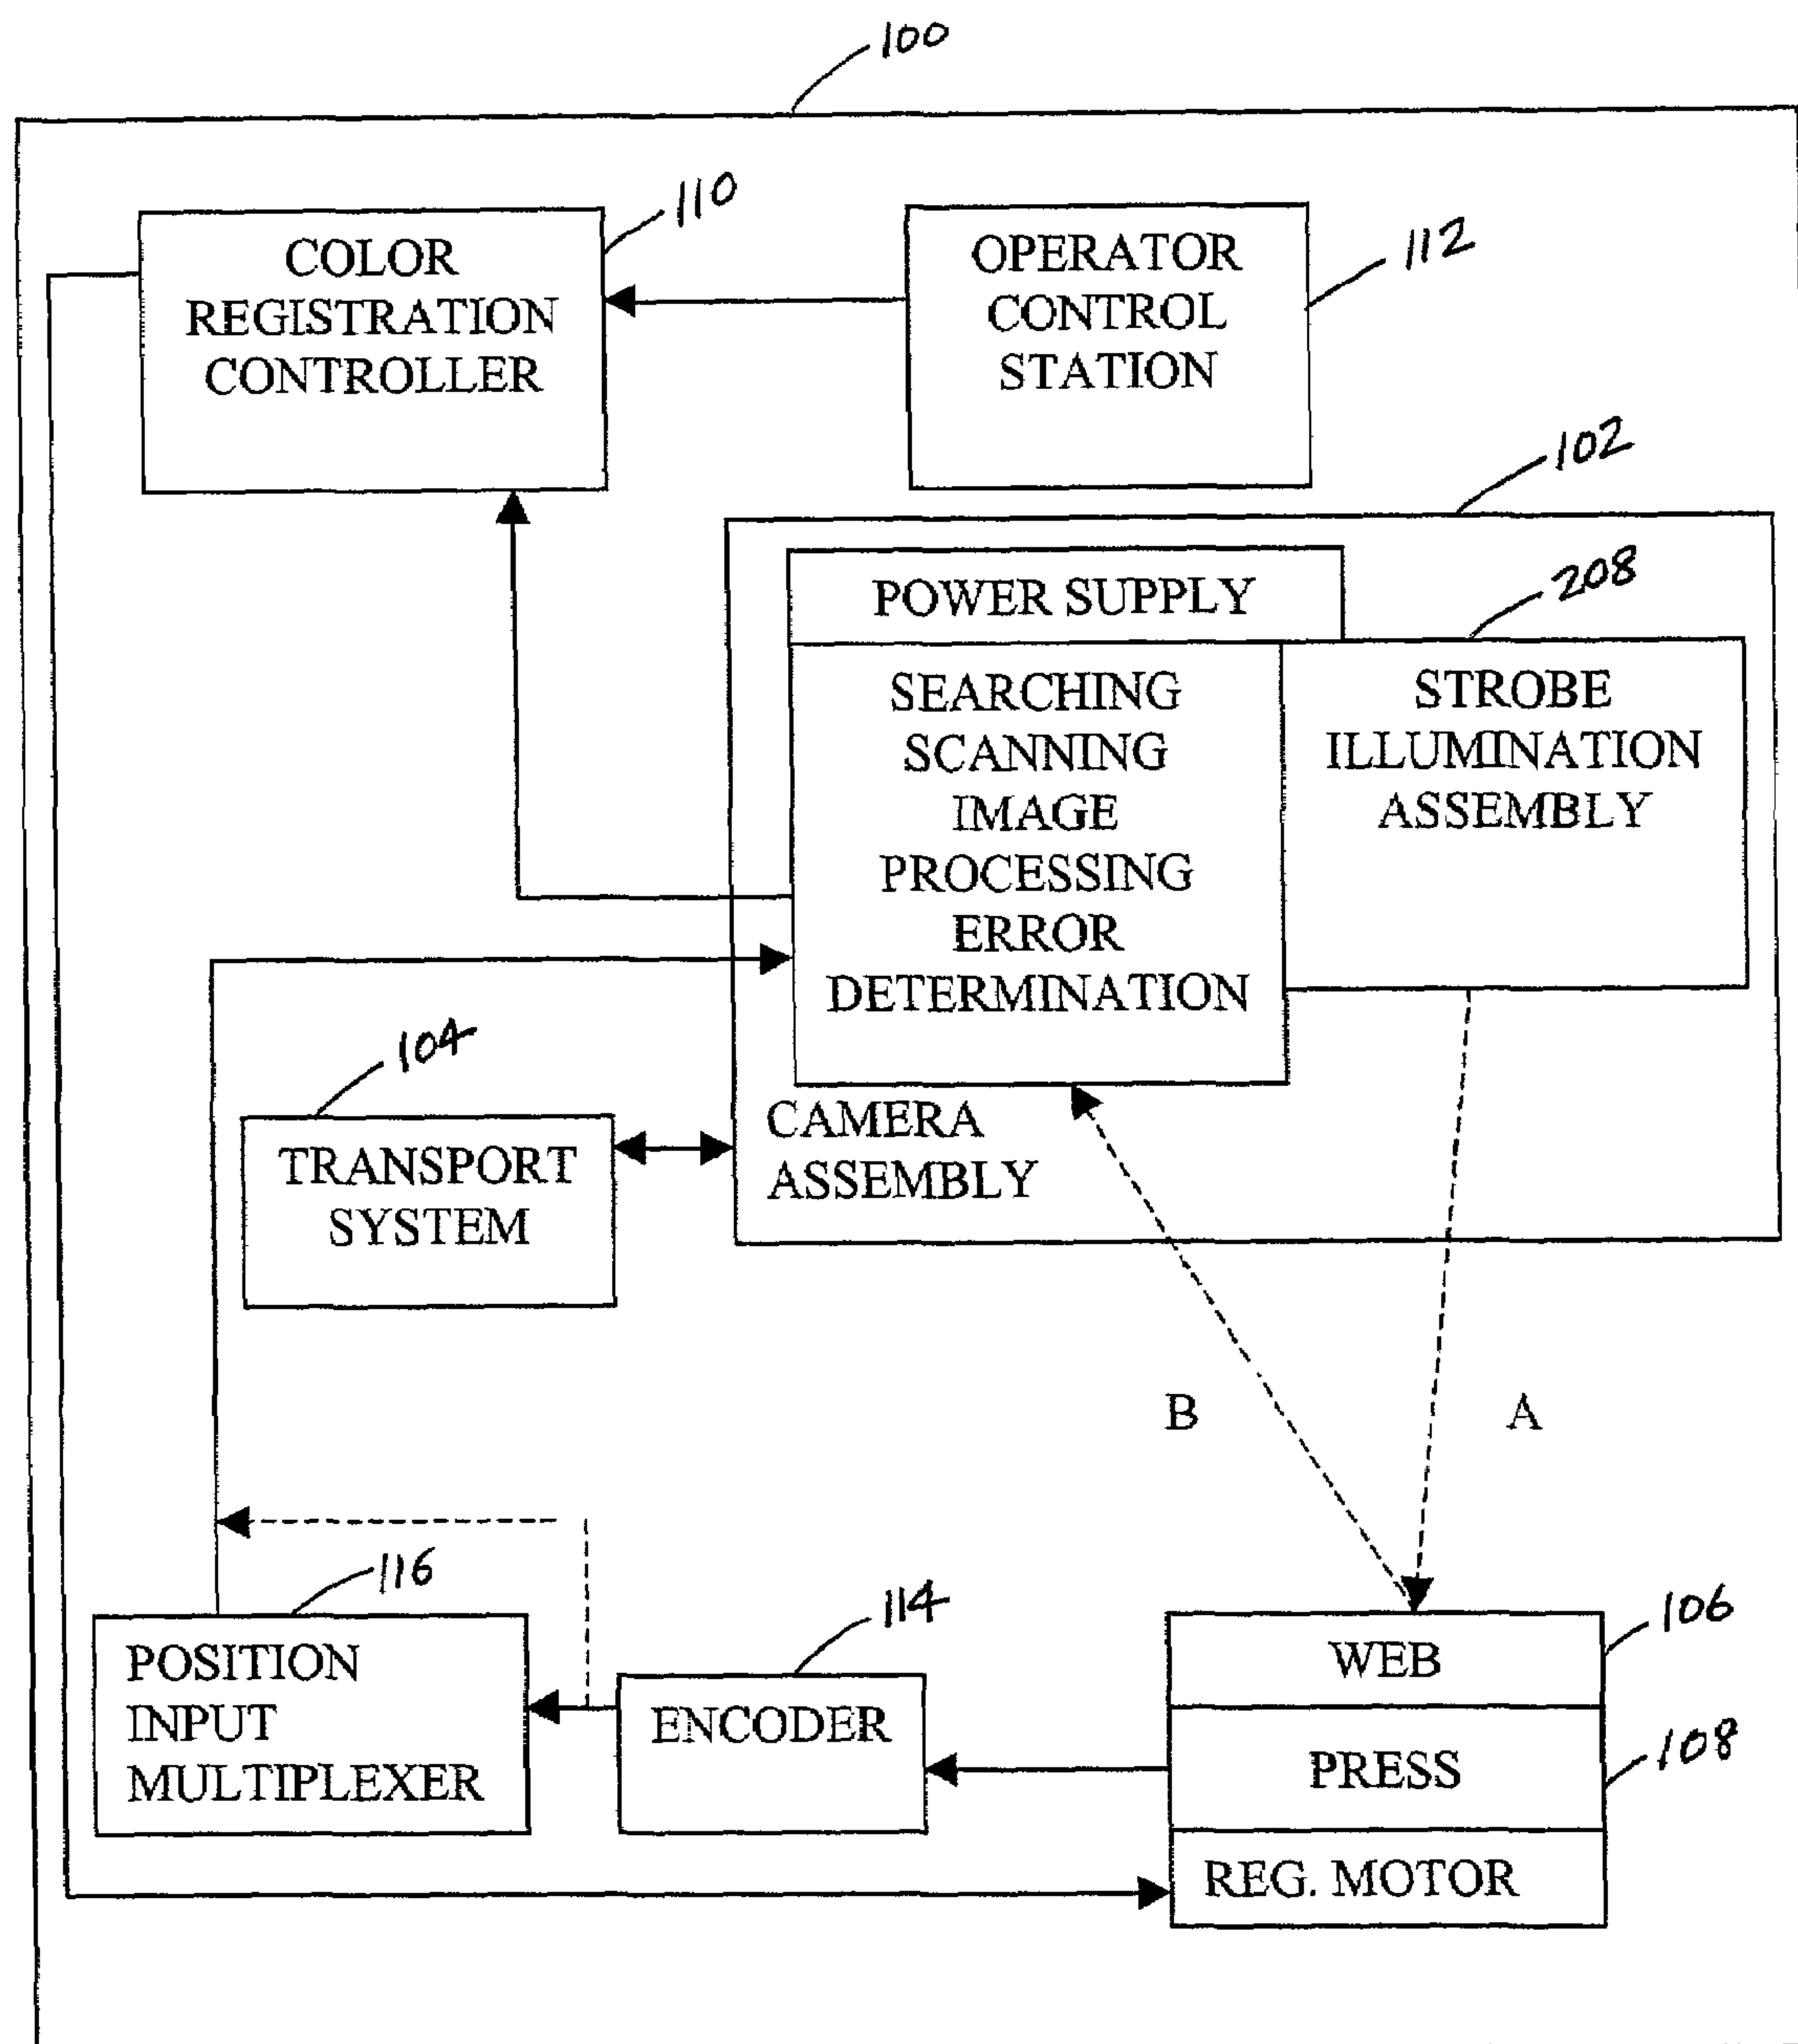 100
COLOR
REGISTRATION
CONTROLLER
110
OPERATOR
CONTROL
STATION
112
102
POWER SUPPLY
208
SEARCHING
SCANNING
IMAGE
PROCESSING
ERROR
DETERMINATION
STROBE
ILLUMINATION
ASSEMBLY
104
TRANSPORT
SYSTEM
CAMERA
ASSEMBLY
B
A
116
POSITION
INPUT
MULTIPLEXER
114
ENCODER
106
WEB
108
PRESS
REG. MOTOR